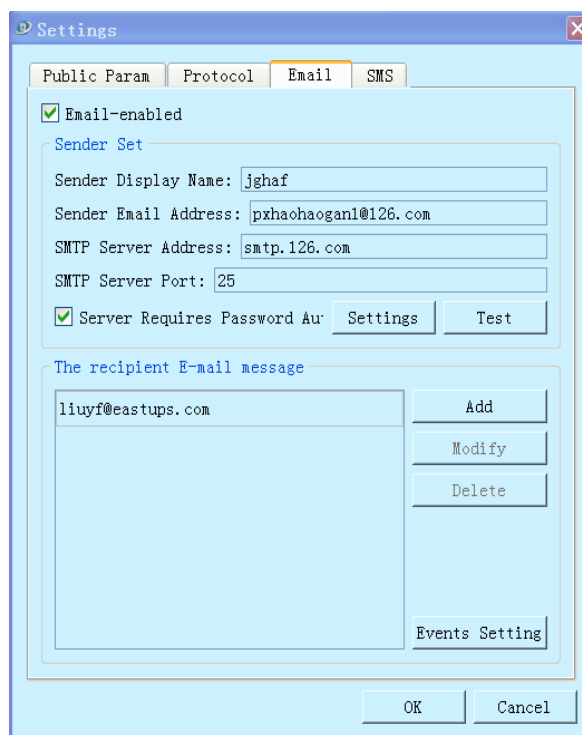 Settings
Public Param Protocol Email SMS
Email-enabled
Sender Set
Sender Display Name: jghaf
Sender Email Address: pxhaohaogan1@126.com
SMTP Server Address: smtp.126.com
SMTP Server Port: 25
Server Requires Password Au Settings Test
The recipient E-mail message
liuyf@eastups.com
Add
Modify
Delete
Events Setting
OK Cancel